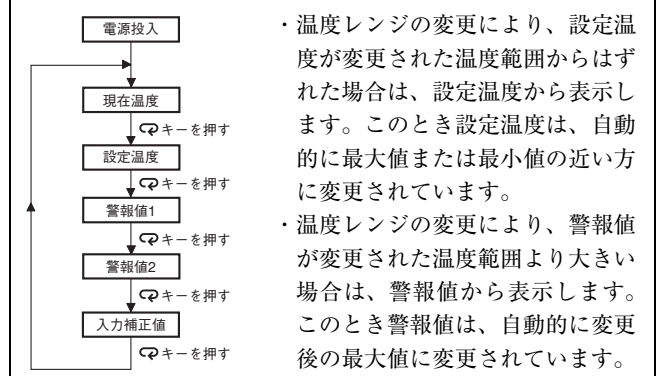 電源投入
現在温度
キーを押す
設定温度
キーを押す
警報値1
キーを押す
警報値2
キーを押す
入力補正値
キーを押す
・温度レンジの変更により、設定温
度が変更された温度範囲からはず
れた場合は、設定温度から表示し
ます。このとき設定温度は、自動
的に最大値または最小値の近い方
に変更されています。
・温度レンジの変更により、警報値
が変更された温度範囲より大きい
場合は、警報値から表示します。
このとき警報値は、自動的に変更
後の最大値に変更されています。